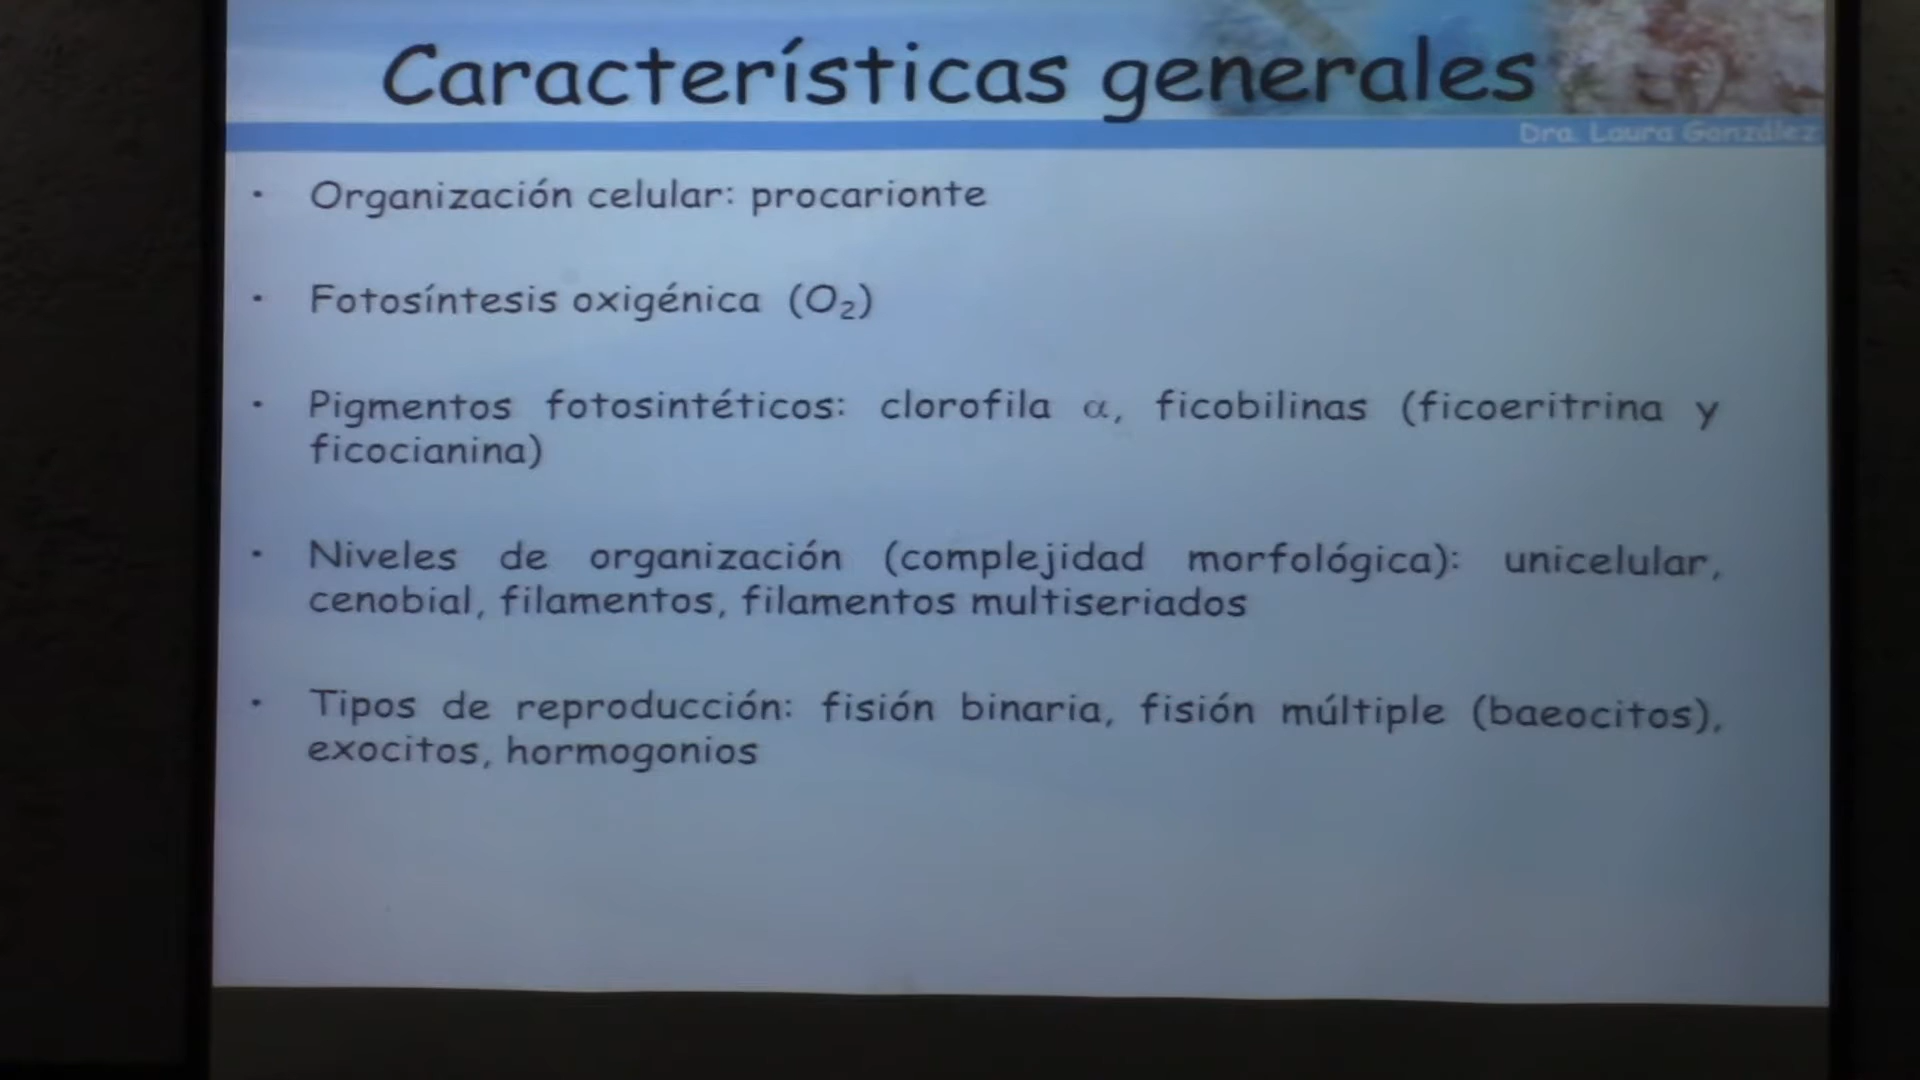 Características generales
Dra. Laura González
• Organización celular: procarionte
• Fotosíntesis oxigénica (O₂)
• Pigmentos fotosintéticos: clorofila α, ficobilinas (ficoeritrina y
ficocianina)
• Niveles de organización (complejidad morfológica): unicelular,
cenobial, filamentos, filamentos multiseriados
• Tipos de reproducción: fisión binaria, fisión múltiple (baeocitos),
exocitos, hormogonios